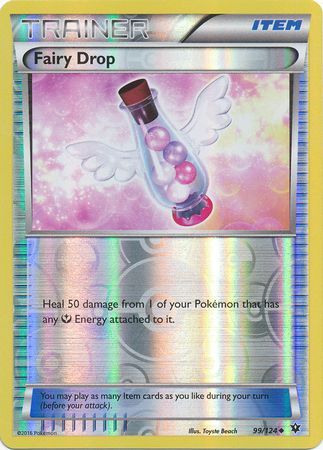 TRAINER
ITEM
Fairy Drop
Heal 50 damage from 1 of your Pokémon that has
any Energy attached to it.
You may play as many Item cards as you like during your turn
(before your attack).
©2016 Pokémon
Illus. Toyste Beach
99/124